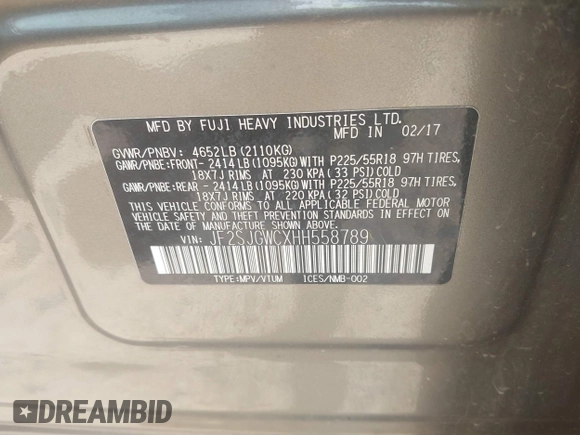 MFD BY FUJI HEAVY INDUSTRIES LTD.
MFD IN 02/17
GVWR/PNBV: 4652LB(2110KG)
GAWR/PNBE:FRONT-2414LB(1095KG)WITH P225/55R18 97H TIRES,
18X7J RIMS AT 230 KPA(33 PSI)COLD
GAWR/PNBE:REAR -2414LB(1095KG)WITH P225/55R18 97H TIRES,
18X7J RIMS AT 220 KPA(32 PSI)COLD
THIS VEHICLE CONFORMS TO ALL APPLICABLE FEDERAL MOTOR
VEHICLE SAFETY AND THEFT PREVENTION STANDARDS IN EFFECT
ON THE DATE OF MANUFACTURE SHOWN ABOVE.
VIN: JF2SJGWCXHH558789
TYPE:MPV/VTUM ICES/NMB-002
DREAMBID